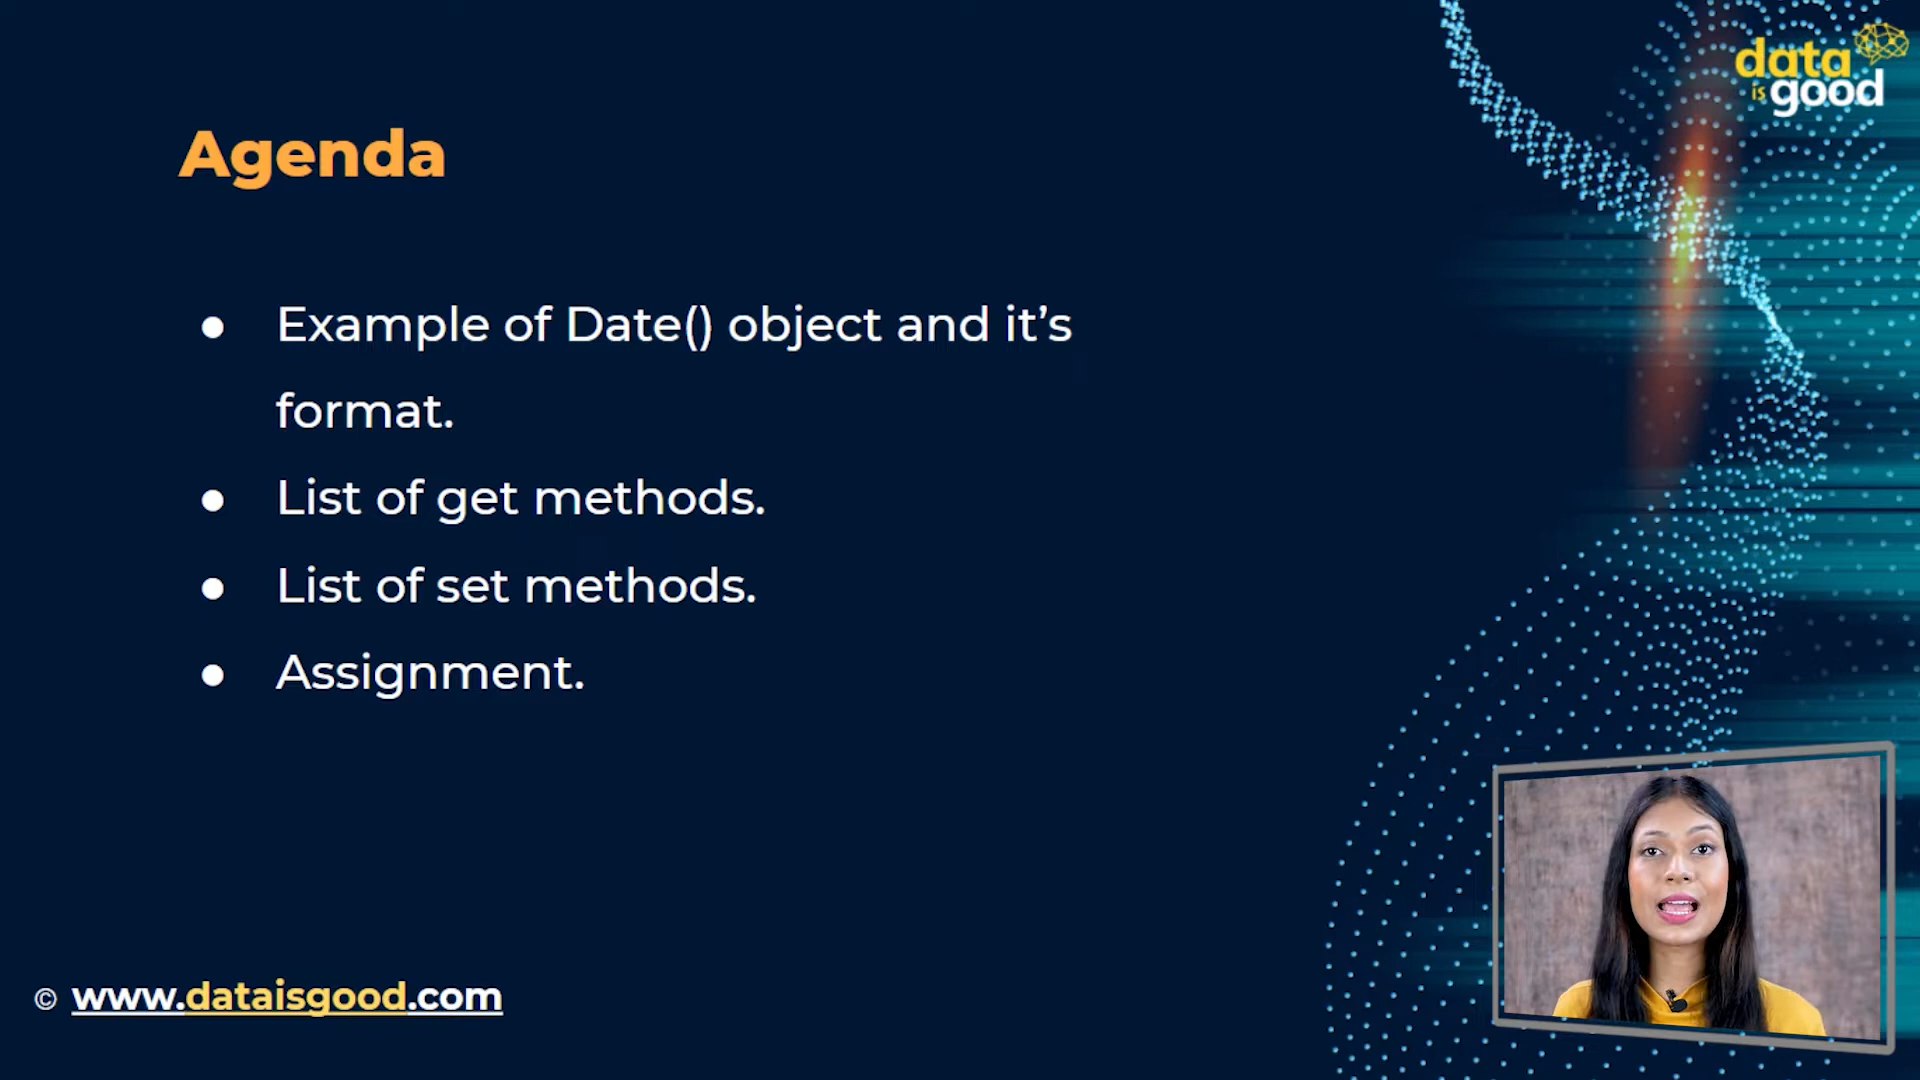 data
is good
Agenda
● Example of Date() object and it’s
format.
● List of get methods.
● List of set methods.
● Assignment.
© www.dataisgood.com